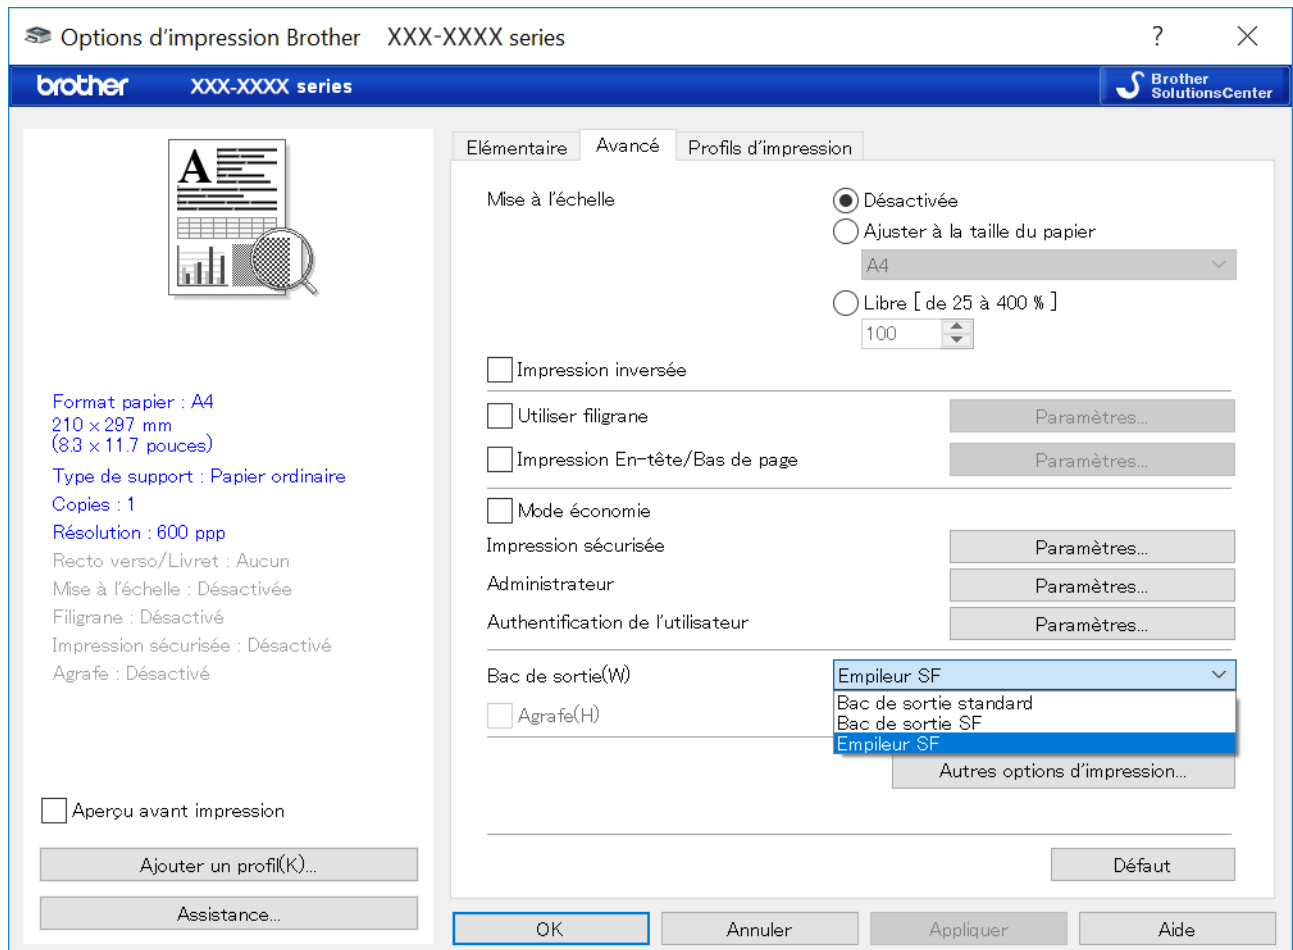 Options d'impression Brother XXX-XXXX series
?
brother XXX-XXXX series
Brother
SolutionsCenter
A
Format papier : A4
210 x 297 mm
(8.3 x 11.7 pouces)
Type de support : Papier ordinaire
Copies : 1
Résolution : 600 ppp
Recto verso/Livret : Aucun
Mise à l'échelle : Désactivée
Filigrane : Désactivé
Impression sécurisée : Désactivé
Agrafe : Désactivé
Aperçu avant impression
Ajouter un profil(K)...
Assistance...
Elémentaire Avancé Profils d'impression
Mise à l'échelle
Désactivée
Ajuster à la taille du papier
A4
Libre [ de 25 à 400 % ]
100
Impression inversée
Utiliser filigrane Paramètres...
Impression En-tête/Bas de page Paramètres...
Mode économie
Impression sécurisée Paramètres...
Administrateur Paramètres...
Authentification de l'utilisateur Paramètres...
Bac de sortie(W) Empileur SF
Bac de sortie standard
Bac de sortie SF
Empileur SF
Agrafe(H)
Autres options d'impression...
Défaut
OK Annuler Appliquer Aide